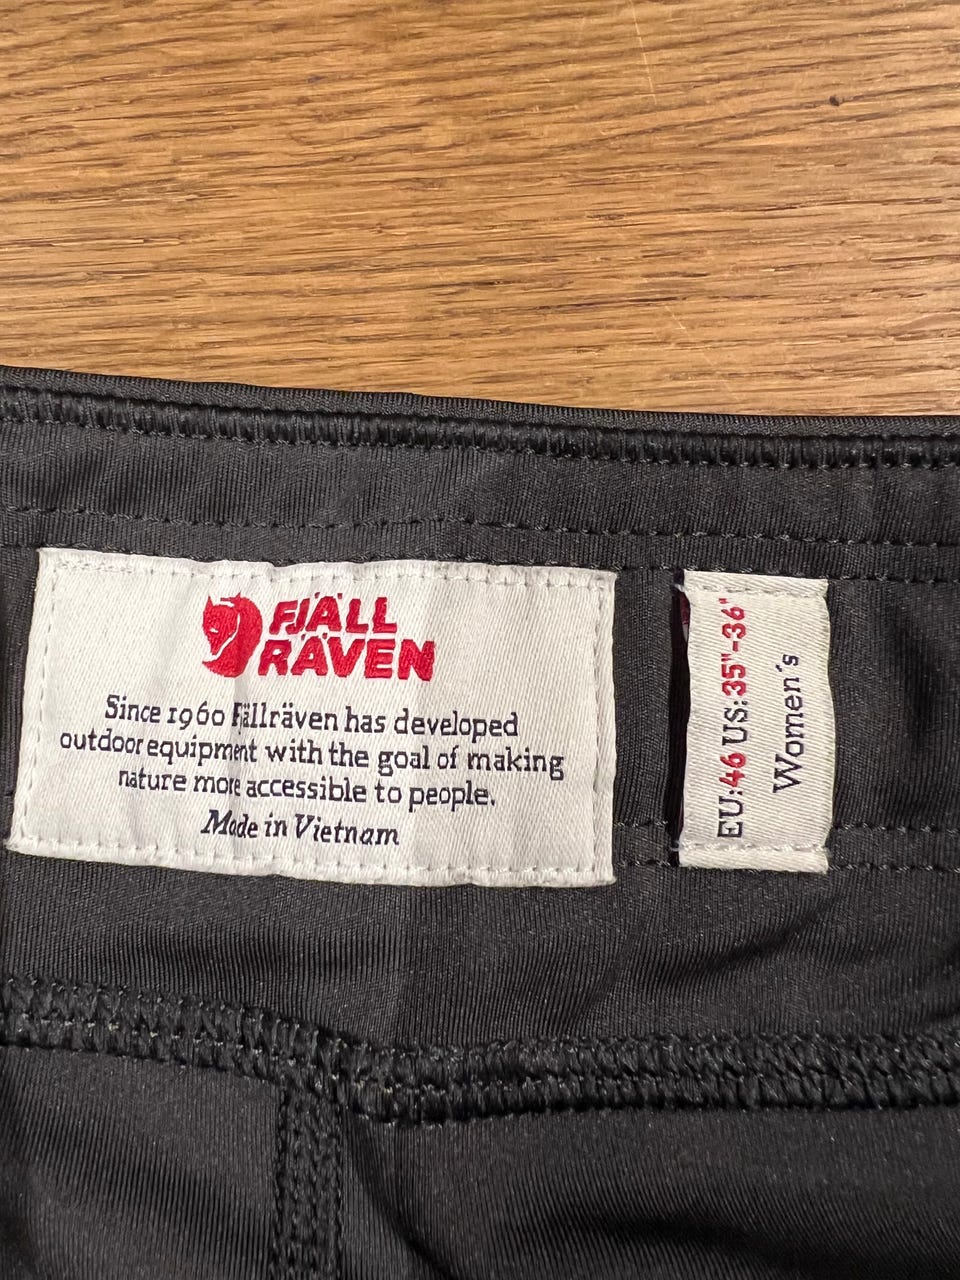 FJÄLL
RÄVEN
Since 1960 Fjällräven has developed
outdoor equipment with the goal of making
nature more accessible to people.
Made in Vietnam
EU:46 US:35"-36"
Women´s